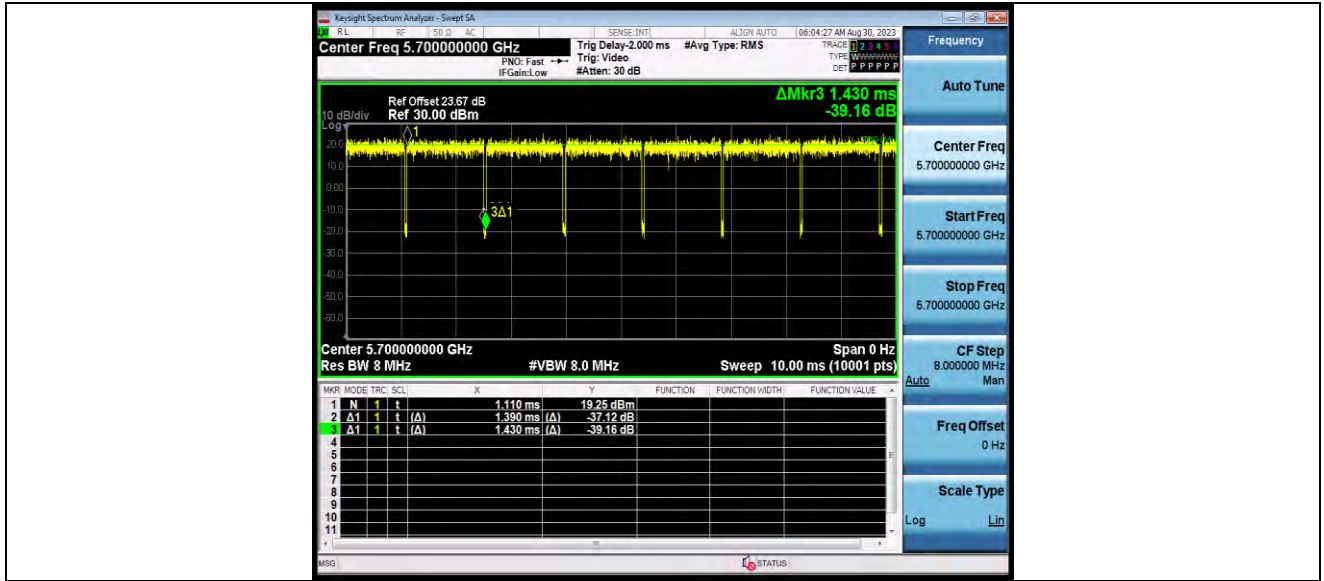 Keysight Spectrum Analyzer - Swept SA
RL RF 50 Ω AC SENSE:INT ALIGN AUTO 06:04:27 AM Aug 30, 2023
Center Freq 5.700000000 GHz
PNO: Fast
IFGain:Low
Trig Delay-2.000 ms
Trig: Video
#Atten: 30 dB
#Avg Type: RMS
TRACE 1 2 3 4 5 6
TYPE
DET P P P P P P
ΔMkr3 1.430 ms
-39.16 dB
Ref Offset 23.67 dB
10 dB/div Ref 30.00 dBm
Log
20.0
10.0
0.00
-10.0
-20.0
-30.0
-40.0
-50.0
-60.0
1
3Δ1
Center 5.700000000 GHz Span 0 Hz
Res BW 8 MHz #VBW 8.0 MHz Sweep 10.00 ms (10001 pts)
MKR MODE TRC SCL X Y FUNCTION FUNCTION WIDTH FUNCTION VALUE
1 N 1 t 1.110 ms 19.25 dBm
2 Δ1 1 t (Δ) 1.390 ms (Δ) -37.12 dB
3 Δ1 1 t (Δ) 1.430 ms (Δ) -39.16 dB
4
5
6
7
8
9
10
11
MSG STATUS
Frequency
Auto Tune
Center Freq
5.700000000 GHz
Start Freq
5.700000000 GHz
Stop Freq
5.700000000 GHz
CF Step
8.000000 MHz
Auto Man
Freq Offset
0 Hz
Scale Type
Log Lin